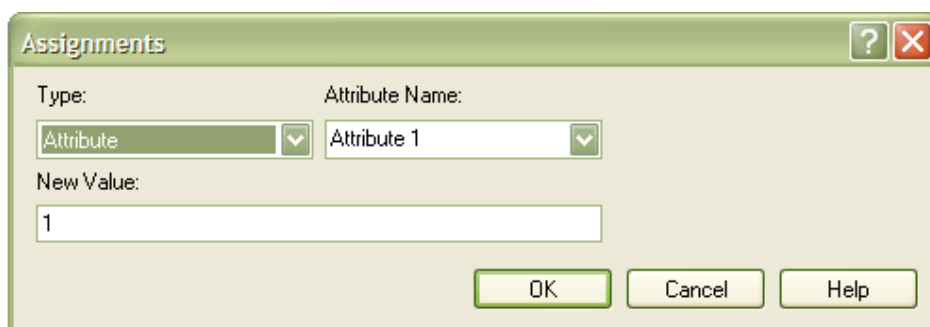 Assignments
Type: Attribute Name:
Attribute Attribute 1
New Value:
1
OK Cancel Help